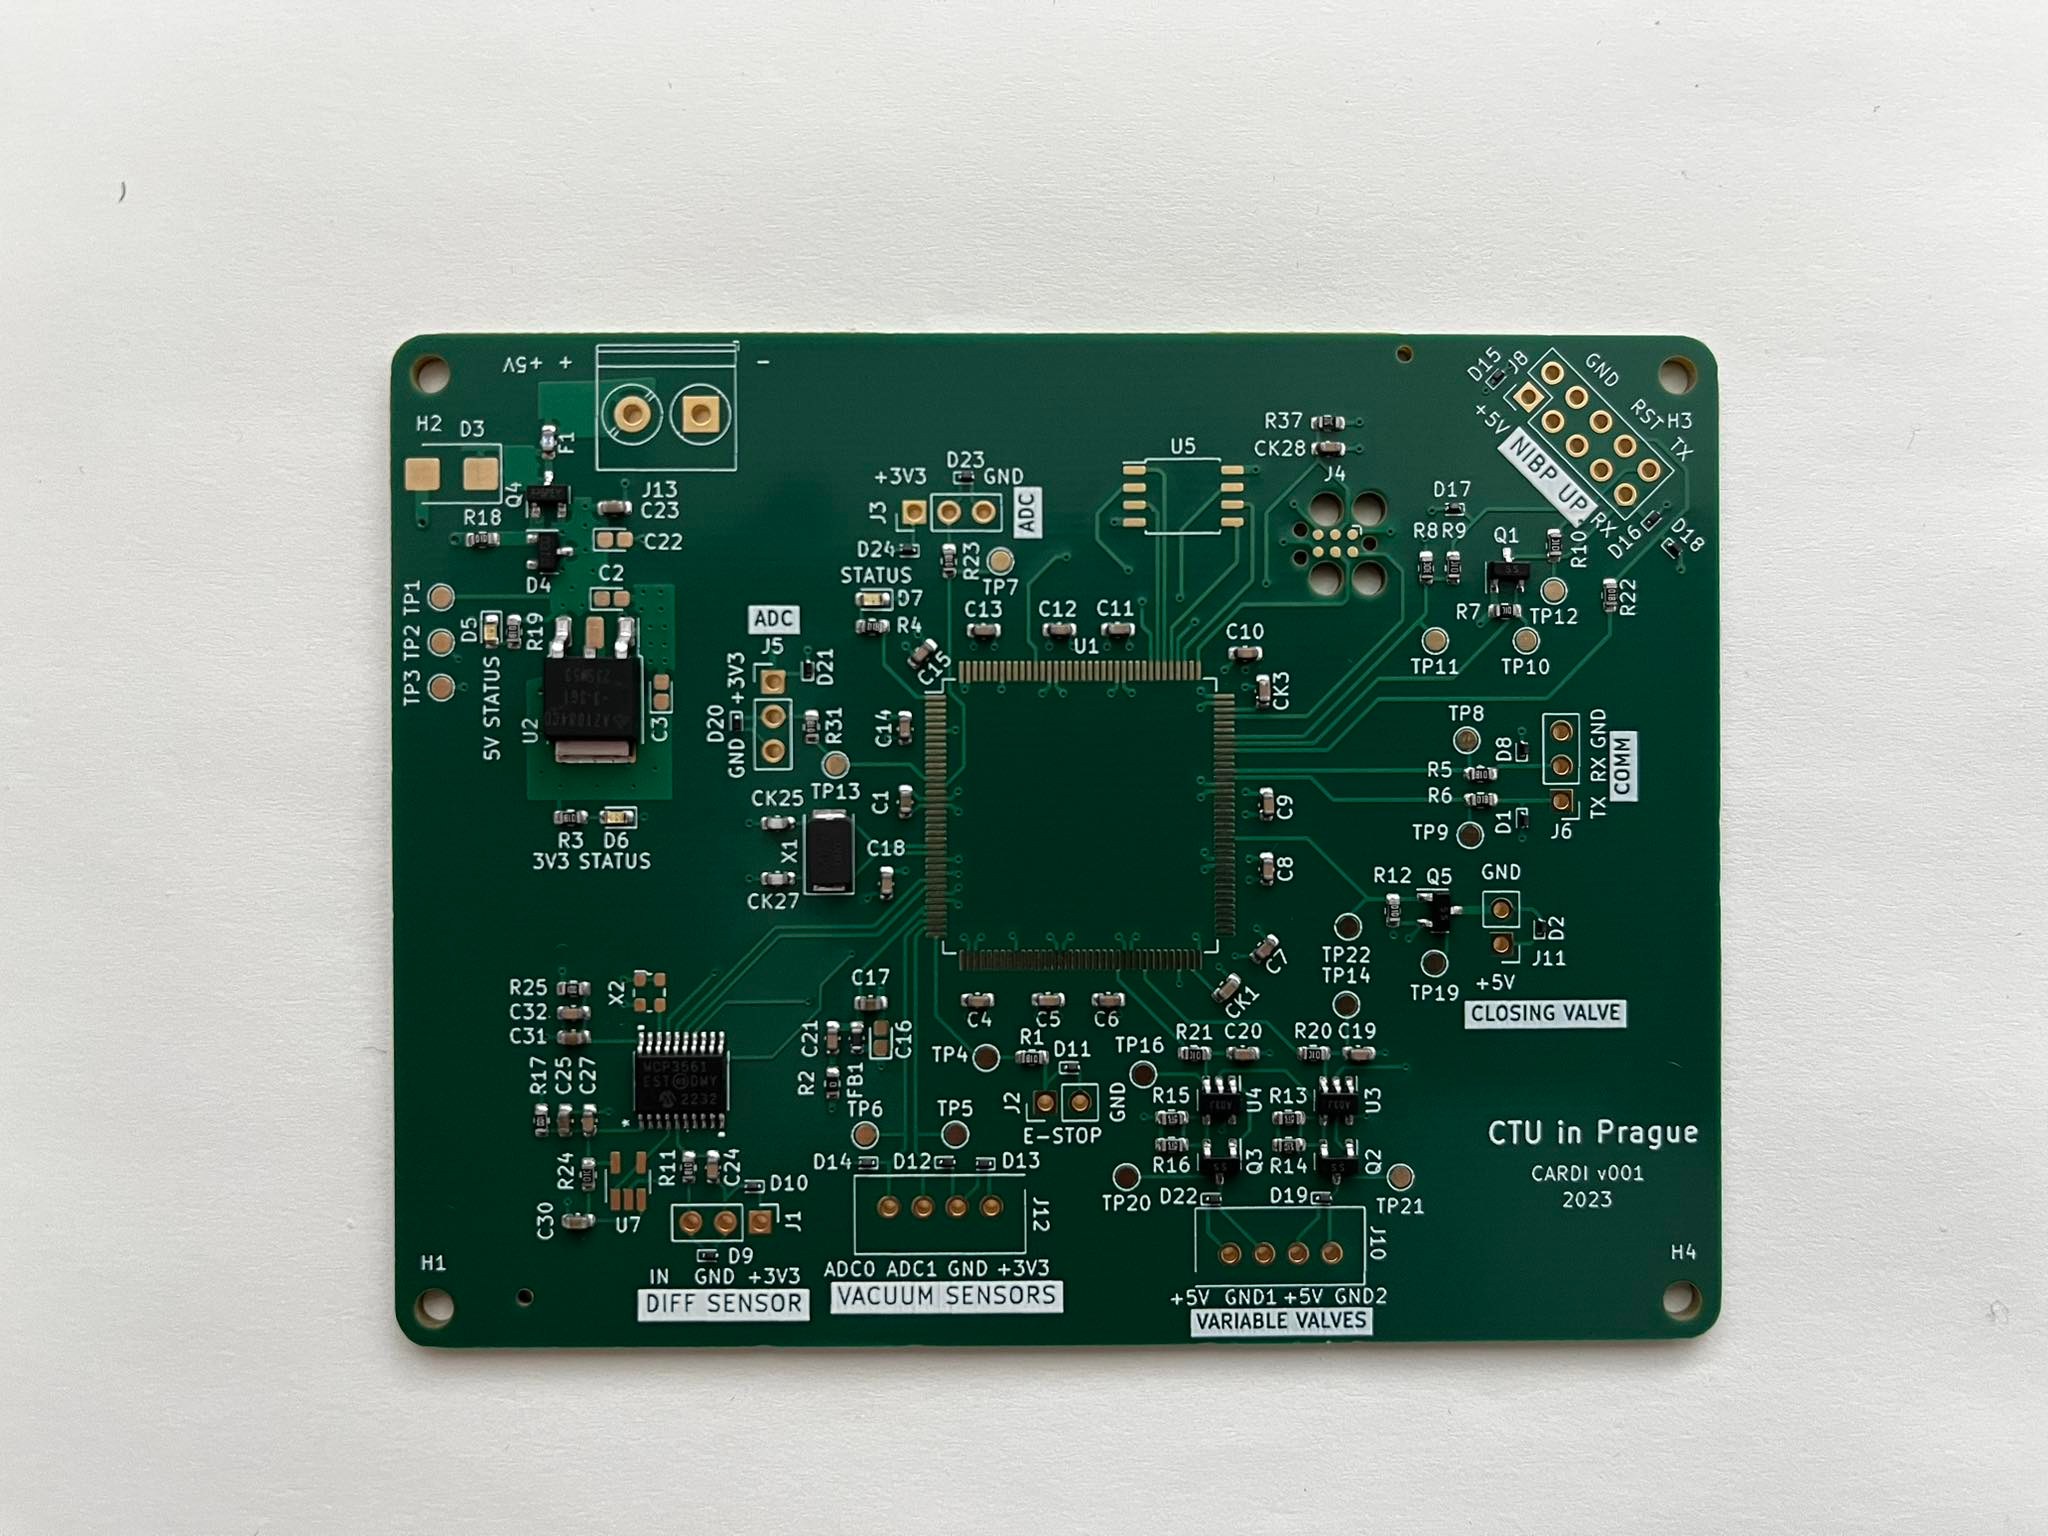 +5V + -
H2
D3
F1
Q4
J13
C23
R18
C22
D4
C2
TP1
TP2
TP3
D5
R19
5V STATUS
U2
C3
R3
D6
3V3 STATUS
D23
+3V3
GND
J3
ADC
D24
R23
TP7
STATUS
D7
R4
C13
C12
C11
U1
C15
C10
CK3
U5
R37
CK28
J4
D15
J8
GND
+5V
RST
H3
TX
NIBP UP
RX
D16
D18
D17
R8
R9
Q1
R10
R7
TP12
R22
TP11
TP10
ADC
J5
+3V3
D21
D20
GND
R31
TP13
C14
C1
CK25
X1
C18
CK27
C9
C8
TP8
D8
R5
R6
TP9
D1
J6
TX RX GND
COMM
R12
Q5
GND
D2
J11
TP22
TP14
TP19
+5V
CLOSING VALVE
R25
C32
C31
X2
MCP3561
2232
R17
C25
C27
R24
C30
U7
R11
C24
D10
J1
D9
IN GND +3V3
DIFF SENSOR
C17
C21
C16
R2
FB1
TP6
TP5
D14
D12
D13
J12
ADC0 ADC1 GND +3V3
VACUUM SENSORS
C4
C5
C6
C7
CK1
TP4
R1
D11
J2
GND
E-STOP
TP16
R21
C20
R20
C19
R15
U4
R13
U3
R16
Q3
R14
Q2
TP20
D22
D19
TP21
J10
+5V GND1 +5V GND2
VARIABLE VALVES
CTU in Prague
CARDI v001
2023
H1
H4